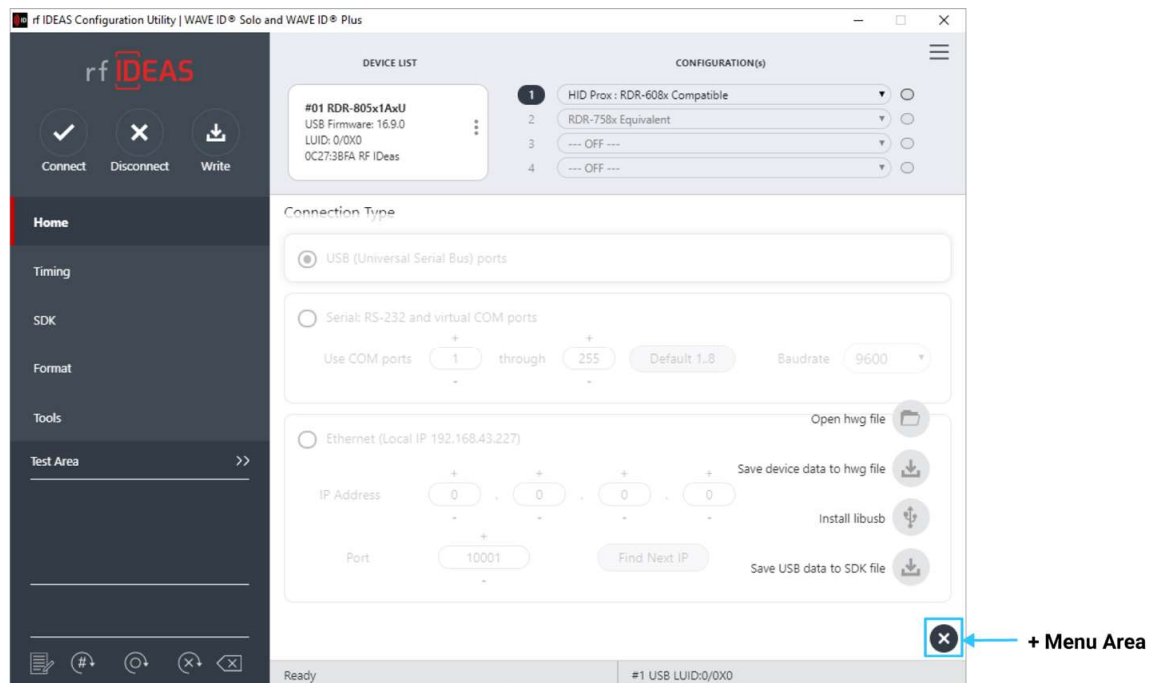 rf IDEAS Configuration Utility | WAVE ID® Solo and WAVE ID® Plus
rf IDEAS
Connect Disconnect Write
Home
Timing
SDK
Format
Tools
Test Area >>
DEVICE LIST
#01 RDR-805x1AxU
USB Firmware: 16.9.0
LUID: 0/0X0
0C27:3BFA RF IDeas
CONFIGURATION(s)
1 HID Prox : RDR-608x Compatible
2 RDR-758x Equivalent
3 --- OFF ---
4 --- OFF ---
Connection Type
USB (Universal Serial Bus) ports
Serial: RS-232 and virtual COM ports
+ +
Use COM ports 1 through 255 Default 1..8 Baudrate 9600
- -
Ethernet (Local IP 192.168.43.227)
+ + + +
IP Address 0 . 0 . 0 . 0
- - - -
+
Port 10001 Find Next IP
-
Open hwg file
Save device data to hwg file
Install libusb
Save USB data to SDK file
+ Menu Area
Ready #1 USB LUID:0/0X0